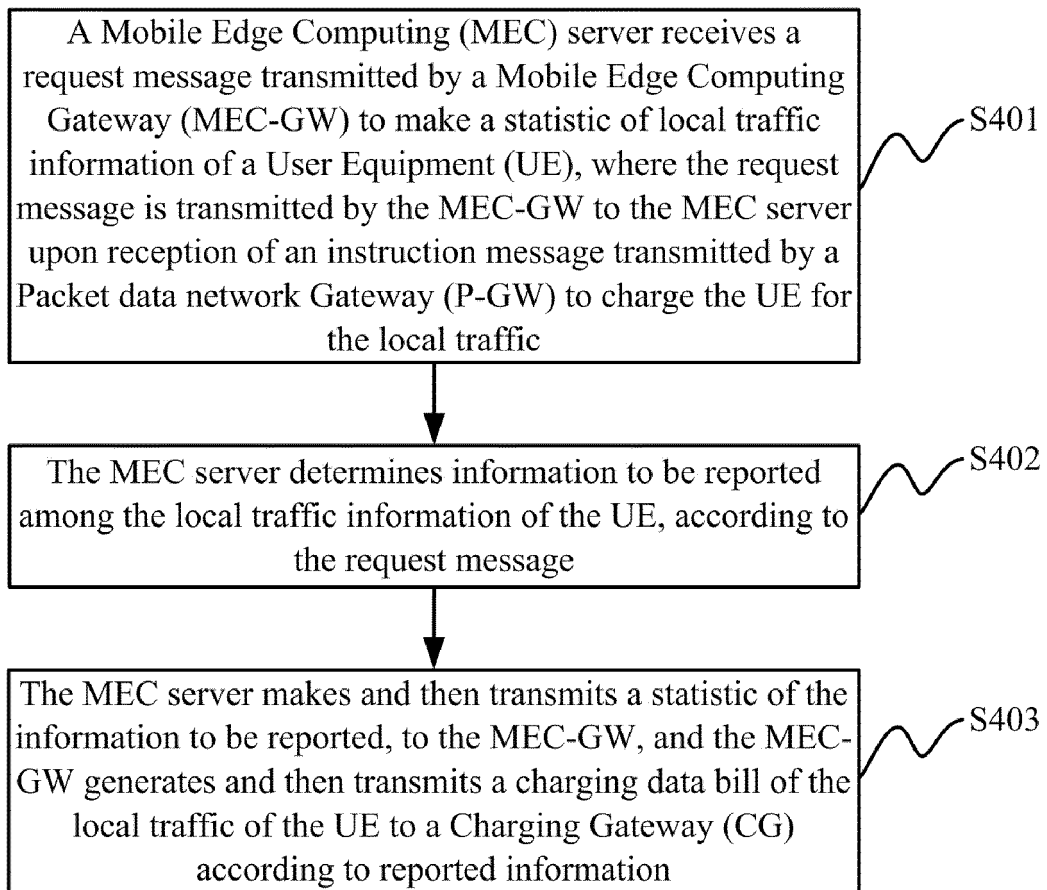 A Mobile Edge Computing (MEC) server receives a
request message transmitted by a Mobile Edge Computing
Gateway (MEC-GW) to make a statistic of local traffic
information of a User Equipment (UE), where the request
message is transmitted by the MEC-GW to the MEC server
upon reception of an instruction message transmitted by a
Packet data network Gateway (P-GW) to charge the UE for
the local traffic
S401
The MEC server determines information to be reported
among the local traffic information of the UE, according to
the request message
S402
The MEC server makes and then transmits a statistic of the
information to be reported, to the MEC-GW, and the MEC-
GW generates and then transmits a charging data bill of the
local traffic of the UE to a Charging Gateway (CG)
according to reported information
S403